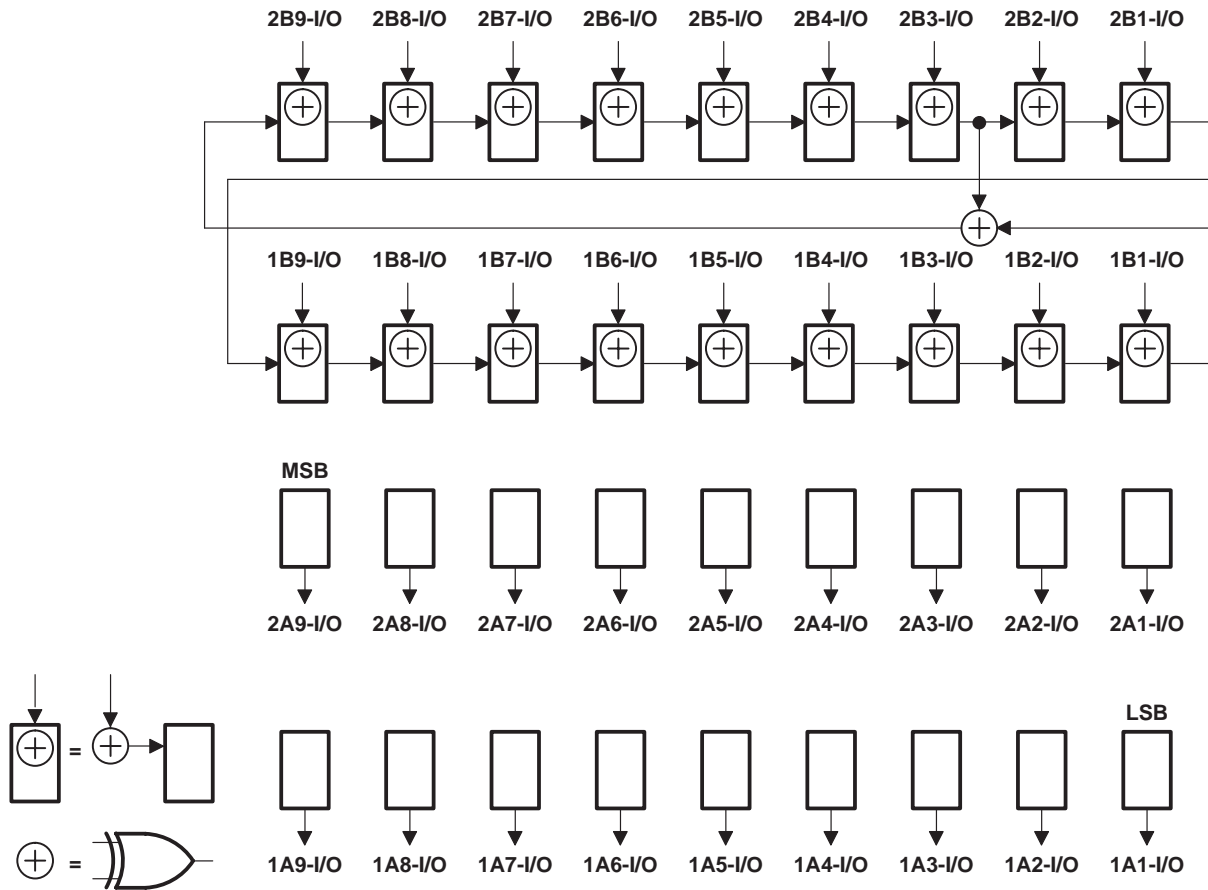 2B9-I/O 2B8-I/O 2B7-I/O 2B6-I/O 2B5-I/O 2B4-I/O 2B3-I/O 2B2-I/O 2B1-I/O
1B9-I/O 1B8-I/O 1B7-I/O 1B6-I/O 1B5-I/O 1B4-I/O 1B3-I/O 1B2-I/O 1B1-I/O
MSB
2A9-I/O 2A8-I/O 2A7-I/O 2A6-I/O 2A5-I/O 2A4-I/O 2A3-I/O 2A2-I/O 2A1-I/O
LSB
=
=
1A9-I/O 1A8-I/O 1A7-I/O 1A6-I/O 1A5-I/O 1A4-I/O 1A3-I/O 1A2-I/O 1A1-I/O